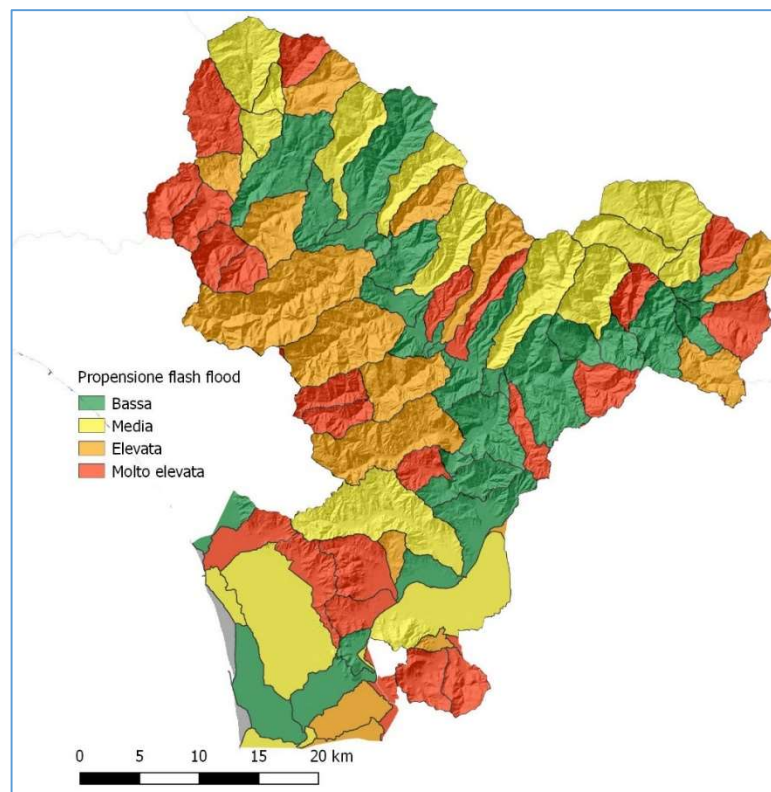 Propensione flash flood
Bassa
Media
Elevata
Molto elevata
0 5 10 15 20 km